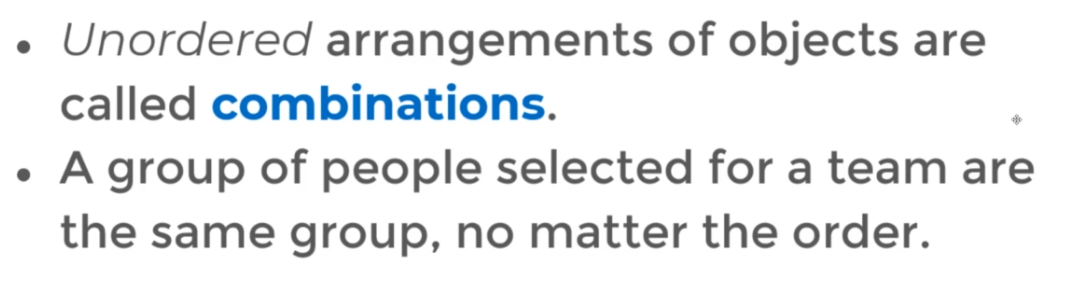 • Unordered arrangements of objects are
called combinations.
• A group of people selected for a team are
the same group, no matter the order.